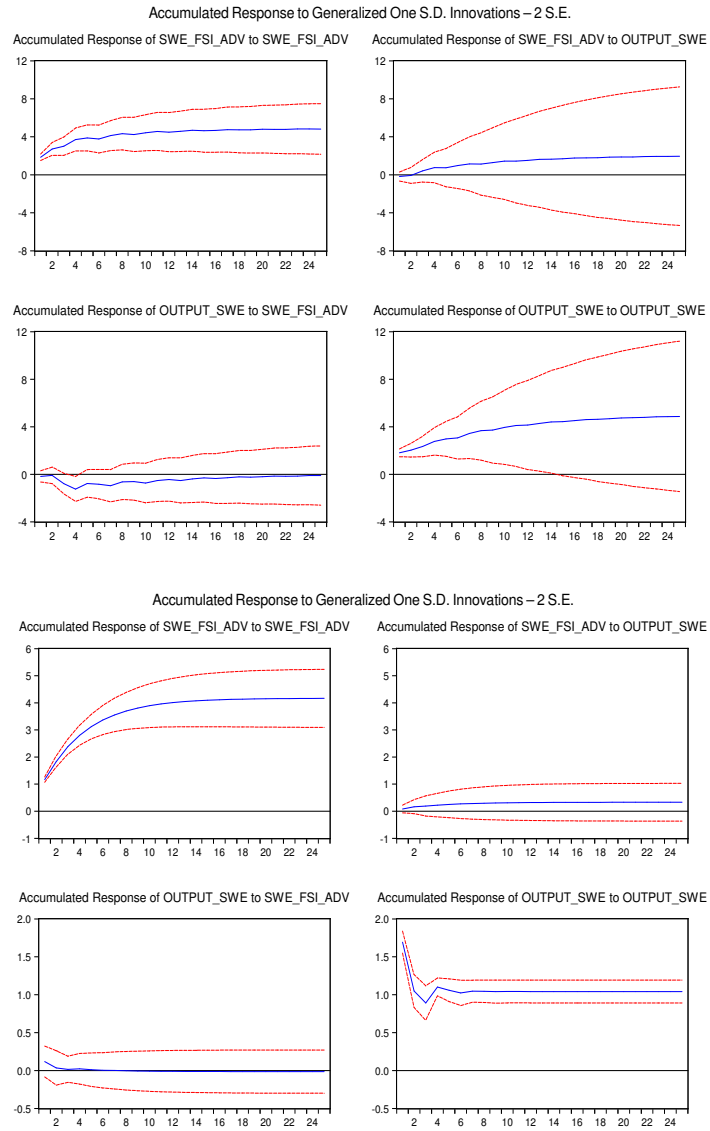 Accumulated Response to Generalized One S.D. Innovations – 2 S.E.
Accumulated Response of SWE_FSI_ADV to SWE_FSI_ADV
Accumulated Response of SWE_FSI_ADV to OUTPUT_SWE
12
8
4
0
-4
-8
2 4 6 8 10 12 14 16 18 20 22 24
12
8
4
0
-4
-8
2 4 6 8 10 12 14 16 18 20 22 24
Accumulated Response of OUTPUT_SWE to SWE_FSI_ADV
Accumulated Response of OUTPUT_SWE to OUTPUT_SWE
12
8
4
0
-4
2 4 6 8 10 12 14 16 18 20 22 24
12
8
4
0
-4
2 4 6 8 10 12 14 16 18 20 22 24
Accumulated Response to Generalized One S.D. Innovations – 2 S.E.
Accumulated Response of SWE_FSI_ADV to SWE_FSI_ADV
Accumulated Response of SWE_FSI_ADV to OUTPUT_SWE
6
5
4
3
2
1
0
-1
2 4 6 8 10 12 14 16 18 20 22 24
6
5
4
3
2
1
0
-1
2 4 6 8 10 12 14 16 18 20 22 24
Accumulated Response of OUTPUT_SWE to SWE_FSI_ADV
Accumulated Response of OUTPUT_SWE to OUTPUT_SWE
2.0
1.5
1.0
0.5
0.0
-0.5
2 4 6 8 10 12 14 16 18 20 22 24
2.0
1.5
1.0
0.5
0.0
-0.5
2 4 6 8 10 12 14 16 18 20 22 24